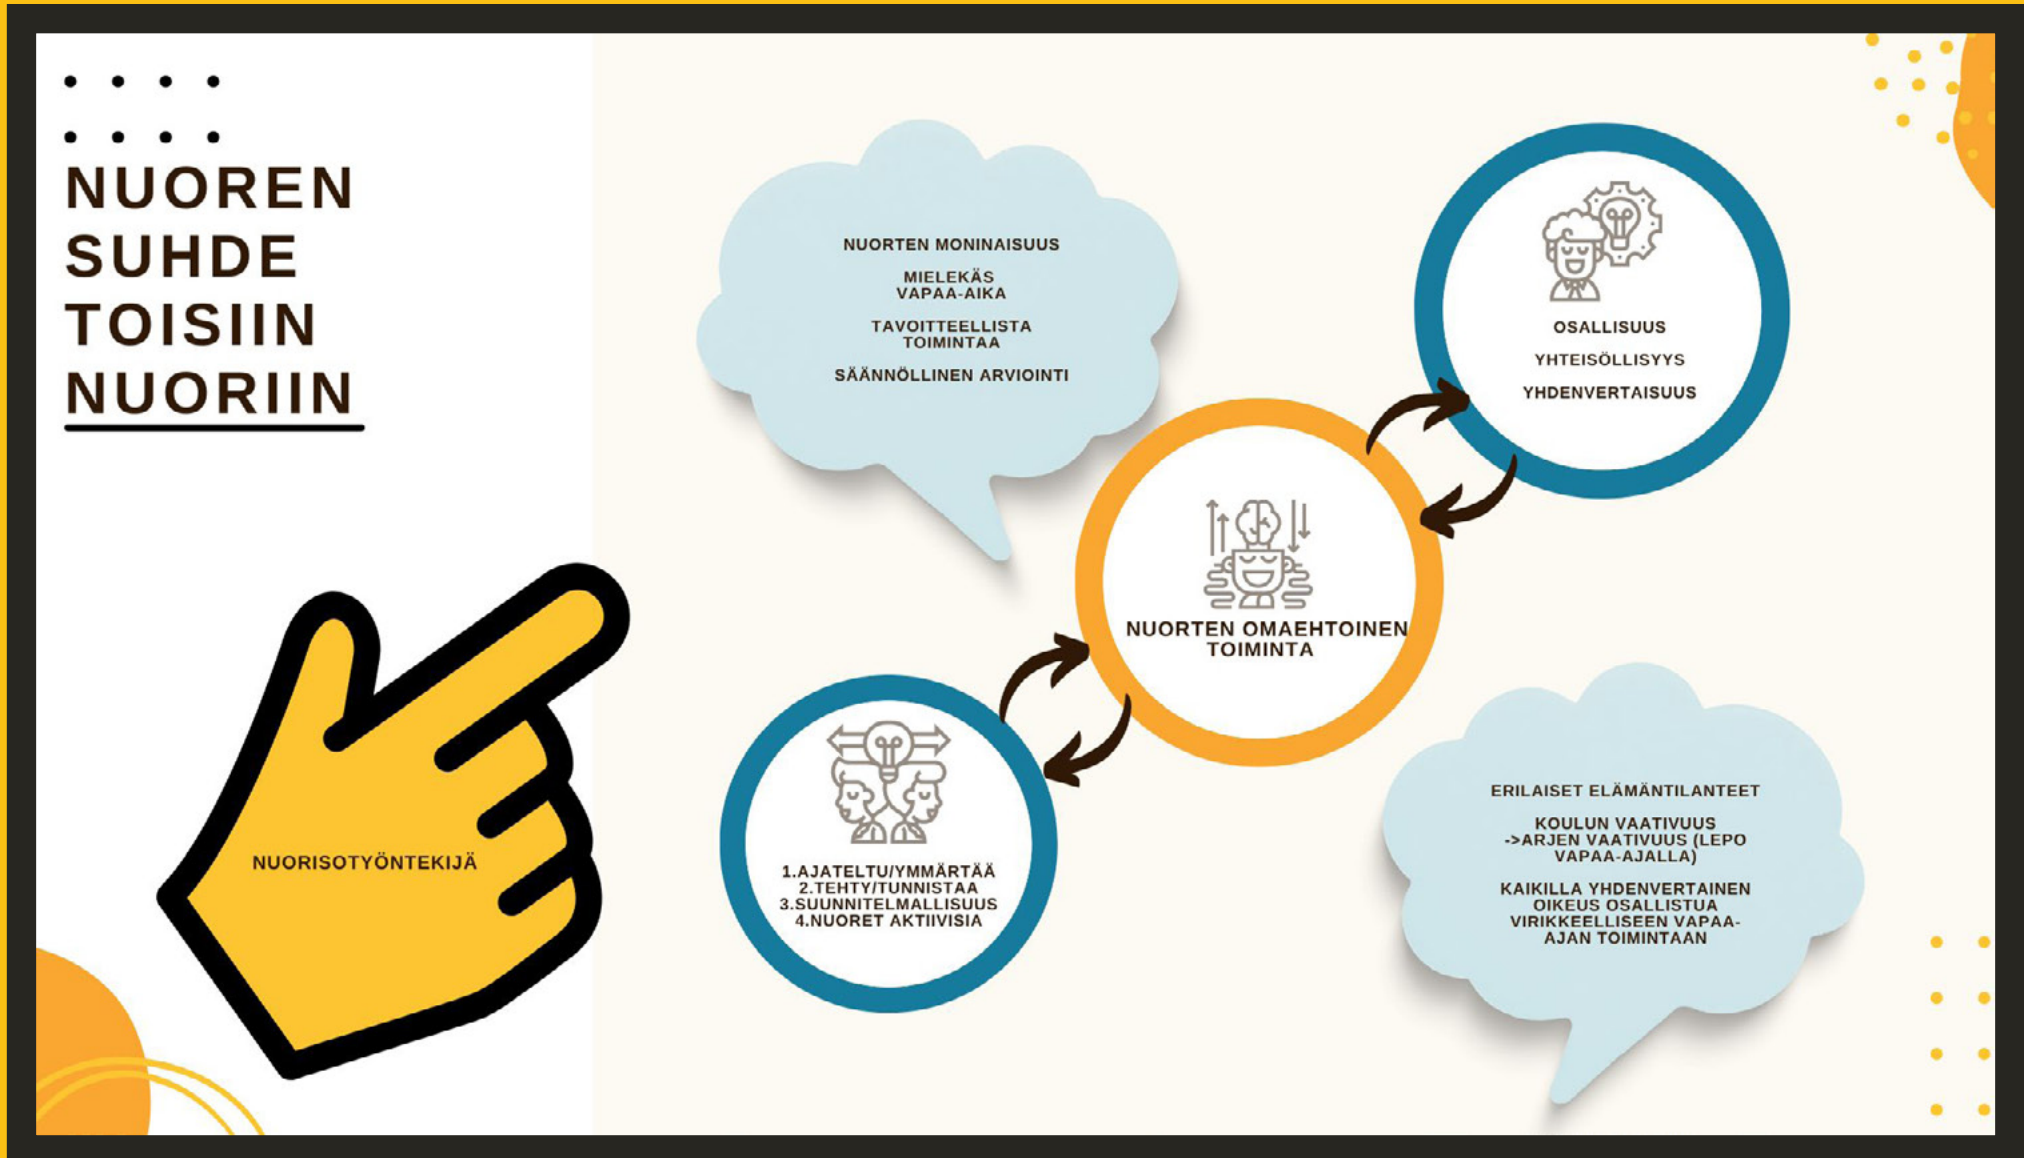 NUOREN
SUHDE
TOISIIN
NUORIIN
NUORISOTYÖNTEKIJÄ
NUORTEN MONINAISUUS
MIELEKÄS
VAPAA-AIKA
TAVOITTEELLISTA
TOIMINTAA
SÄÄNNÖLLINEN ARVIOINTI
OSALLISUUS
YHTEISÖLLISYYS
YHDENVERTAISUUS
NUORTEN OMAEHTOINEN
TOIMINTA
1.AJATELTU/YMMÄRTÄÄ
2.TEHTY/TUNNISTAA
3.SUUNNITELMALLISUUS
4.NUORET AKTIIVISIA
ERILAISET ELÄMÄNTILANTEET
KOULUN VAATIVUUS
->ARJEN VAATIVUUS (LEPO
VAPAA-AJALLA)
KAIKILLA YHDENVERTAINEN
OIKEUS OSALLISTUA
VIRIKKEELLISEEN VAPAA-
AJAN TOIMINTAAN